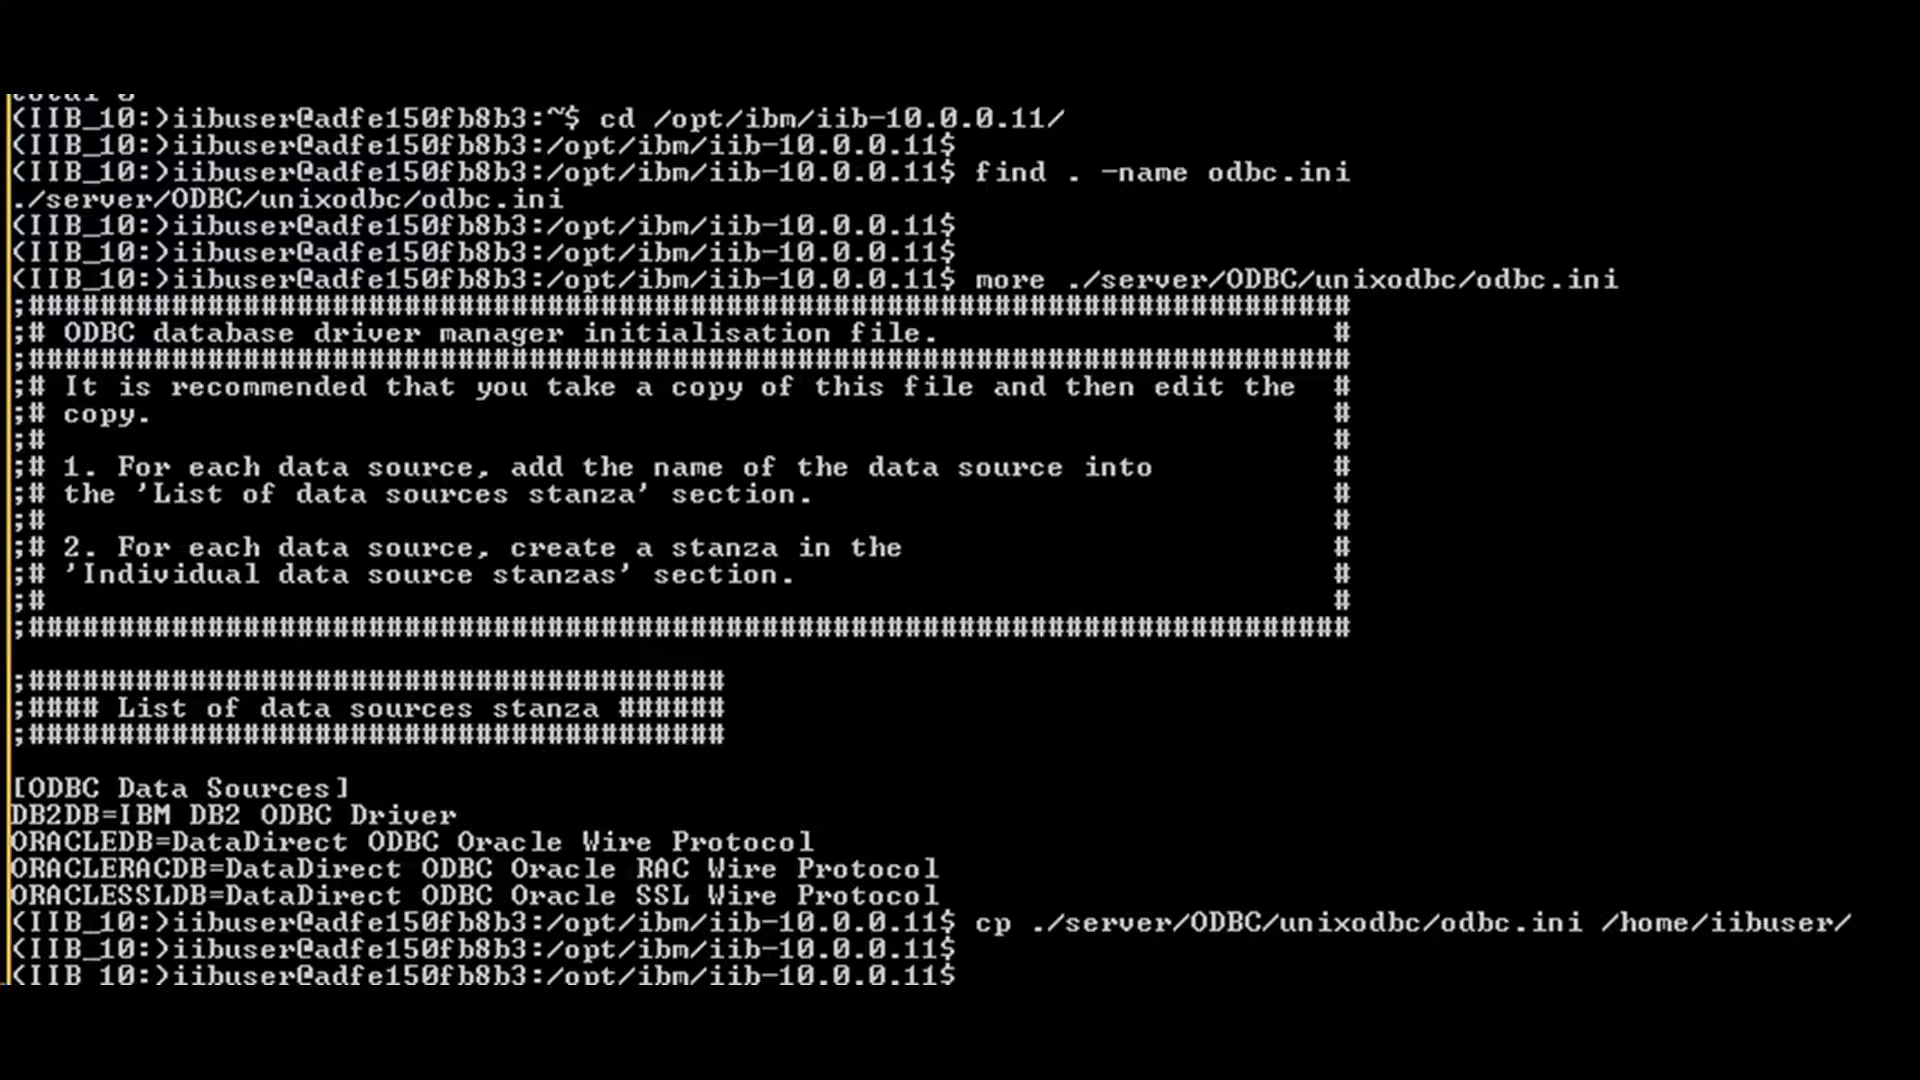 total 8
(IIB_10:)iibuser@adfe150fb8b3:~$ cd /opt/ibm/iib-10.0.0.11/
(IIB_10:)iibuser@adfe150fb8b3:/opt/ibm/iib-10.0.0.11$
(IIB_10:)iibuser@adfe150fb8b3:/opt/ibm/iib-10.0.0.11$ find . -name odbc.ini
./server/ODBC/unixodbc/odbc.ini
(IIB_10:)iibuser@adfe150fb8b3:/opt/ibm/iib-10.0.0.11$
(IIB_10:)iibuser@adfe150fb8b3:/opt/ibm/iib-10.0.0.11$
(IIB_10:)iibuser@adfe150fb8b3:/opt/ibm/iib-10.0.0.11$ more ./server/ODBC/unixodbc/odbc.ini
;##########################################################################
;# ODBC database driver manager initialisation file.                      #
;##########################################################################
;# It is recommended that you take a copy of this file and then edit the  #
;# copy.                                                                  #
;#                                                                        #
;# 1. For each data source, add the name of the data source into          #
;# the 'List of data sources stanza' section.                             #
;#                                                                        #
;# 2. For each data source, create a stanza in the                        #
;# 'Individual data source stanzas' section.                              #
;#                                                                        #
;##########################################################################
;#######################################
;#### List of data sources stanza ######
;#######################################
[ODBC Data Sources]
DB2DB=IBM DB2 ODBC Driver
ORACLEDB=DataDirect ODBC Oracle Wire Protocol
ORACLERACDB=DataDirect ODBC Oracle RAC Wire Protocol
ORACLESSLDB=DataDirect ODBC Oracle SSL Wire Protocol
(IIB_10:)iibuser@adfe150fb8b3:/opt/ibm/iib-10.0.0.11$ cp ./server/ODBC/unixodbc/odbc.ini /home/iibuser/
(IIB_10:)iibuser@adfe150fb8b3:/opt/ibm/iib-10.0.0.11$
(IIB_10:)iibuser@adfe150fb8b3:/opt/ibm/iib-10.0.0.11$